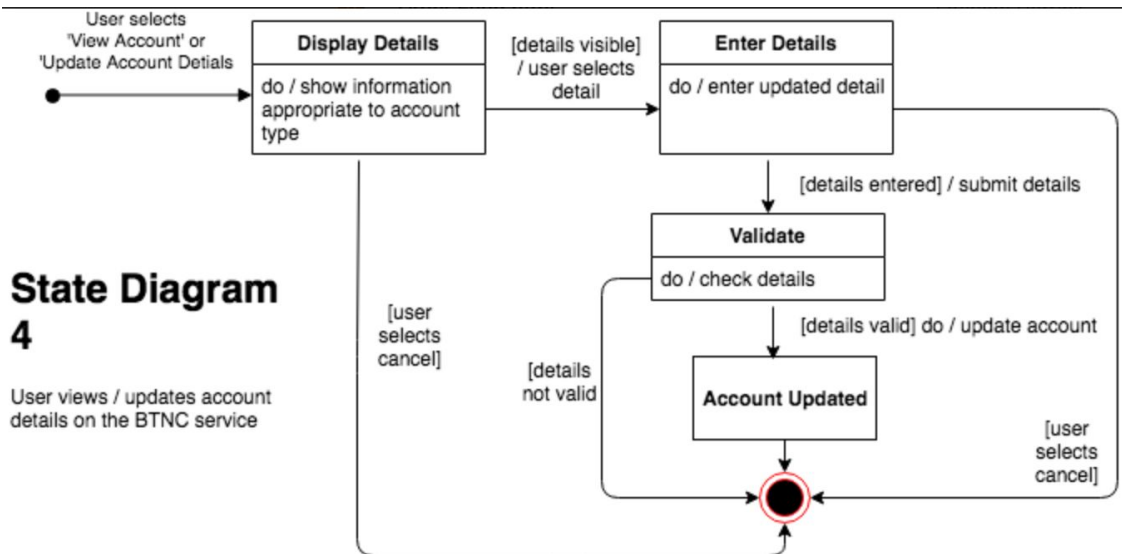 User selects
'View Account' or
'Update Account Detials
Display Details
do / show information
appropriate to account
type
[details visible]
/ user selects
detail
Enter Details
do / enter updated detail
[details entered] / submit details
Validate
do / check details
State Diagram
4
User views / updates account
details on the BTNC service
[user
selects
cancel]
[details
not valid
[details valid] do / update account
Account Updated
[user
selects
cancel]